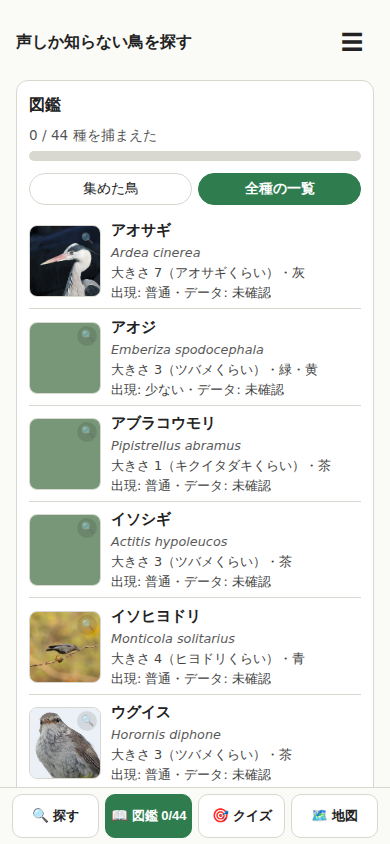 声しか知らない鳥を探す
図鑑
0 / 44 種を捕まえた
集めた鳥
全種の一覧
アオサギ
Ardea cinerea
大きさ 7（アオサギくらい）・灰
出現: 普通・データ: 未確認
アオジ
Emberiza spodocephala
大きさ 3（ツバメくらい）・緑・黄
出現: 少ない・データ: 未確認
アブラコウモリ
Pipistrellus abramus
大きさ 1（キクイタダキくらい）・茶
出現: 普通・データ: 未確認
イソシギ
Actitis hypoleucos
大きさ 3（ツバメくらい）・茶
出現: 普通・データ: 未確認
イソヒヨドリ
Monticola solitarius
大きさ 4（ヒヨドリくらい）・青
出現: 普通・データ: 未確認
ウグイス
Horornis diphone
大きさ 3（ツバメくらい）・茶
出現: 普通・データ: 未確認
探す
図鑑 0/44
クイズ
地図